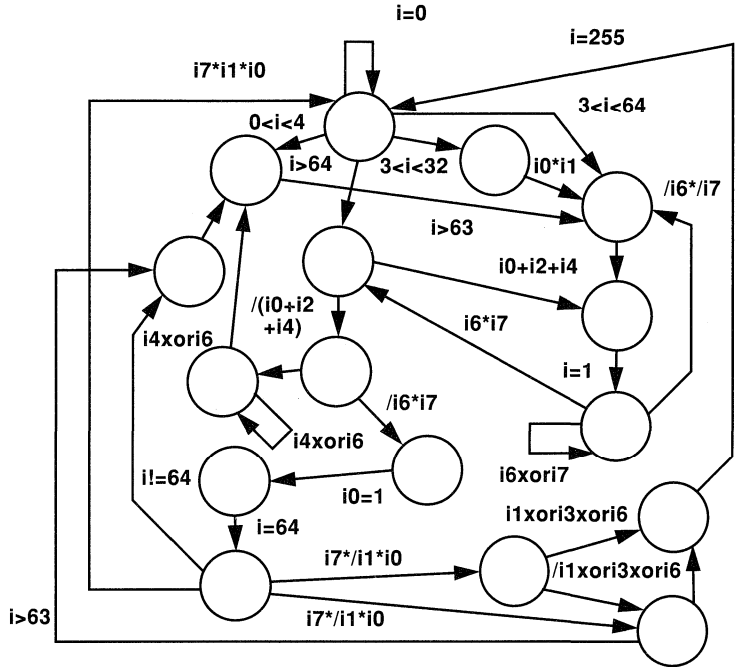 i=0
i=255
i7*i1*i0
3<i<64
0<i<4
i>64
3<i<32
i0*i1
/i6*/i7
i>63
i0+i2+i4
/(i0+i2
+i4)
i6*i7
i4xori6
i=1
/i6*i7
i4xori6
i6xori7
i!=64
i0=1
i1xori3xori6
i=64
i7*/i1*i0
/i1xori3xori6
i>63
i7*/i1*i0